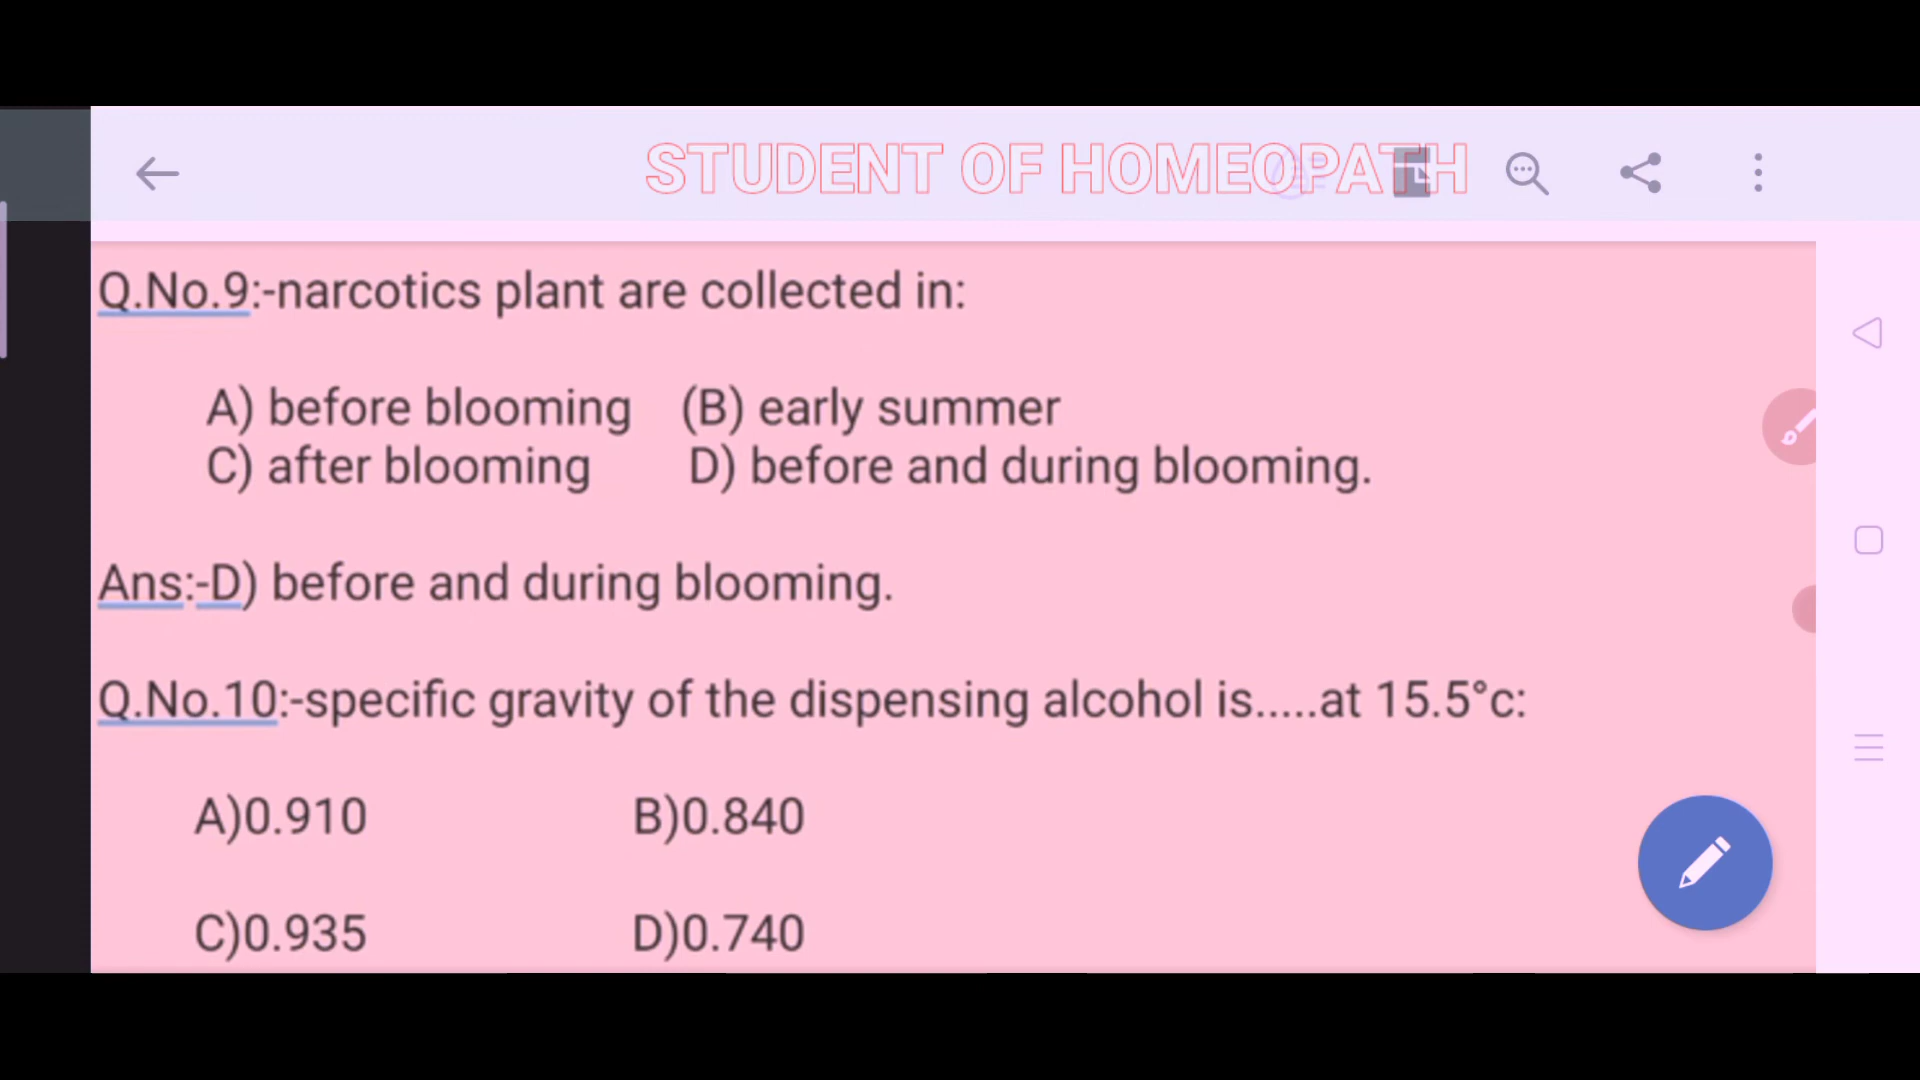 STUDENT OF HOMEOPATH
Q.No.9:-narcotics plant are collected in:
A) before blooming (B) early summer
C) after blooming D) before and during blooming.
Ans:-D) before and during blooming.
Q.No.10:-specific gravity of the dispensing alcohol is.....at 15.5°c:
A)0.910 B)0.840
C)0.935 D)0.740